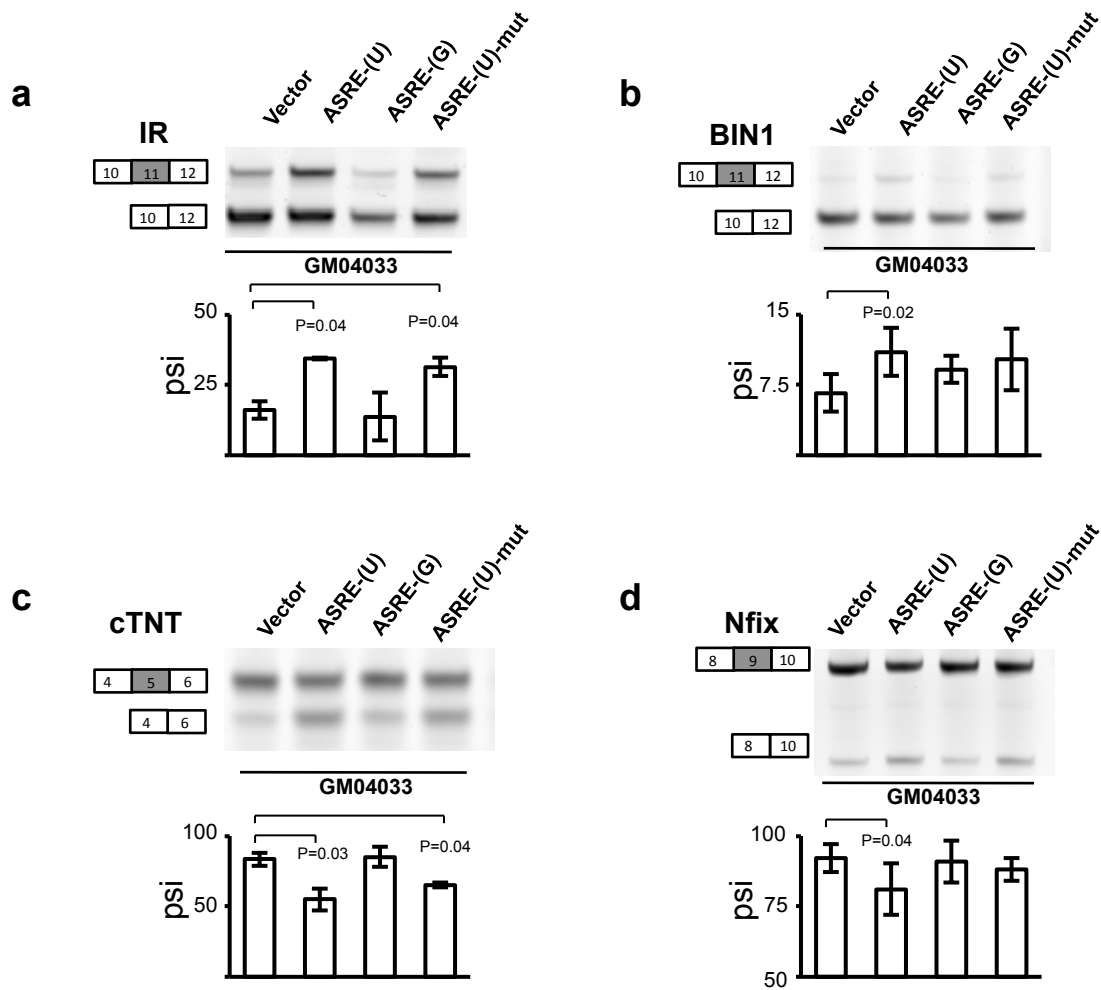 a
IR
Vector
ASRE-(U)
ASRE-(G)
ASRE-(U)-mut
10 11 12
10 12
GM04033
50
25
psi
P=0.04
P=0.04
b
BIN1
Vector
ASRE-(U)
ASRE-(G)
ASRE-(U)-mut
10 11 12
10 12
GM04033
15
7.5
psi
P=0.02
c
cTNT
Vector
ASRE-(U)
ASRE-(G)
ASRE-(U)-mut
4 5 6
4 6
GM04033
100
50
psi
P=0.03
P=0.04
d
Nfix
Vector
ASRE-(U)
ASRE-(G)
ASRE-(U)-mut
8 9 10
8 10
GM04033
100
75
50
psi
P=0.04